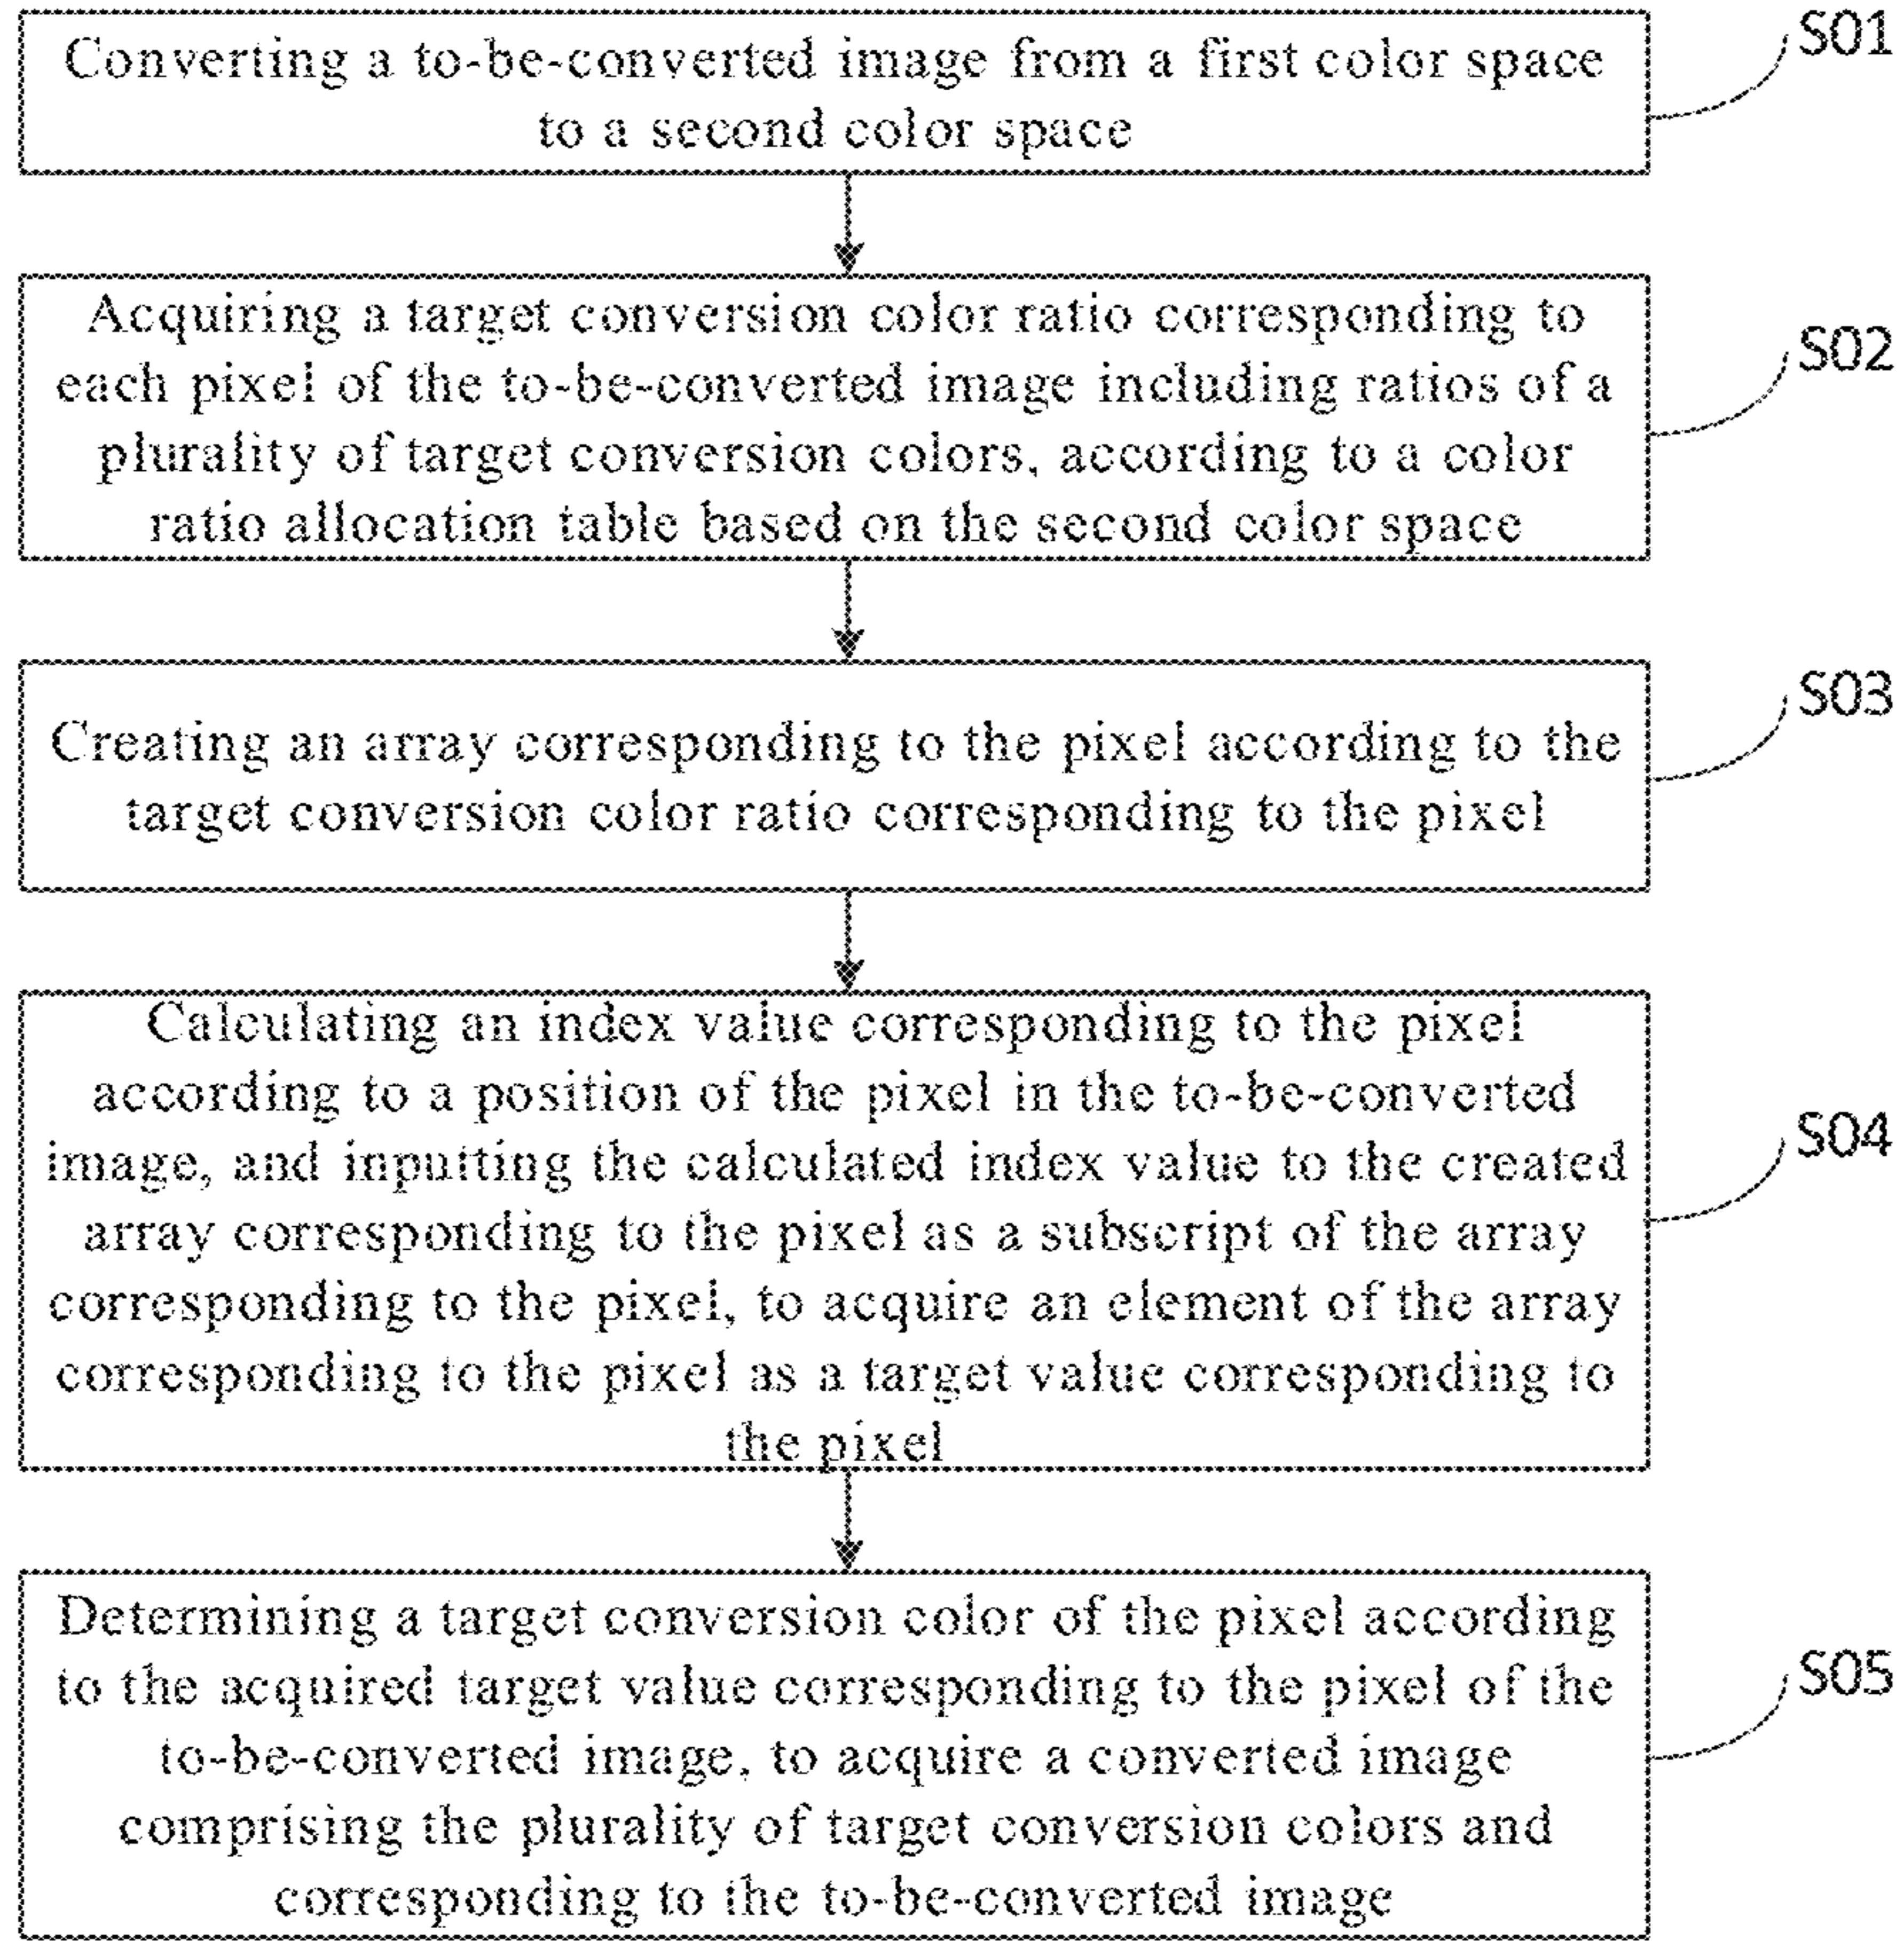 Converting a to-be-converted image from a first color space
to a second color space
S01
Acquiring a target conversion color ratio corresponding to
each pixel of the to-be-converted image including ratios of a
plurality of target conversion colors, according to a color
ratio allocation table based on the second color space
S02
Creating an array corresponding to the pixel according to the
target conversion color ratio corresponding to the pixel
S03
Calculating an index value corresponding to the pixel
according to a position of the pixel in the to-be-converted
image, and inputting the calculated index value to the created
array corresponding to the pixel as a subscript of the array
corresponding to the pixel, to acquire an element of the array
corresponding to the pixel as a target value corresponding to
the pixel
S04
Determining a target conversion color of the pixel according
to the acquired target value corresponding to the pixel of the
to-be-converted image, to acquire a converted image
comprising the plurality of target conversion colors and
corresponding to the to-be-converted image
S05